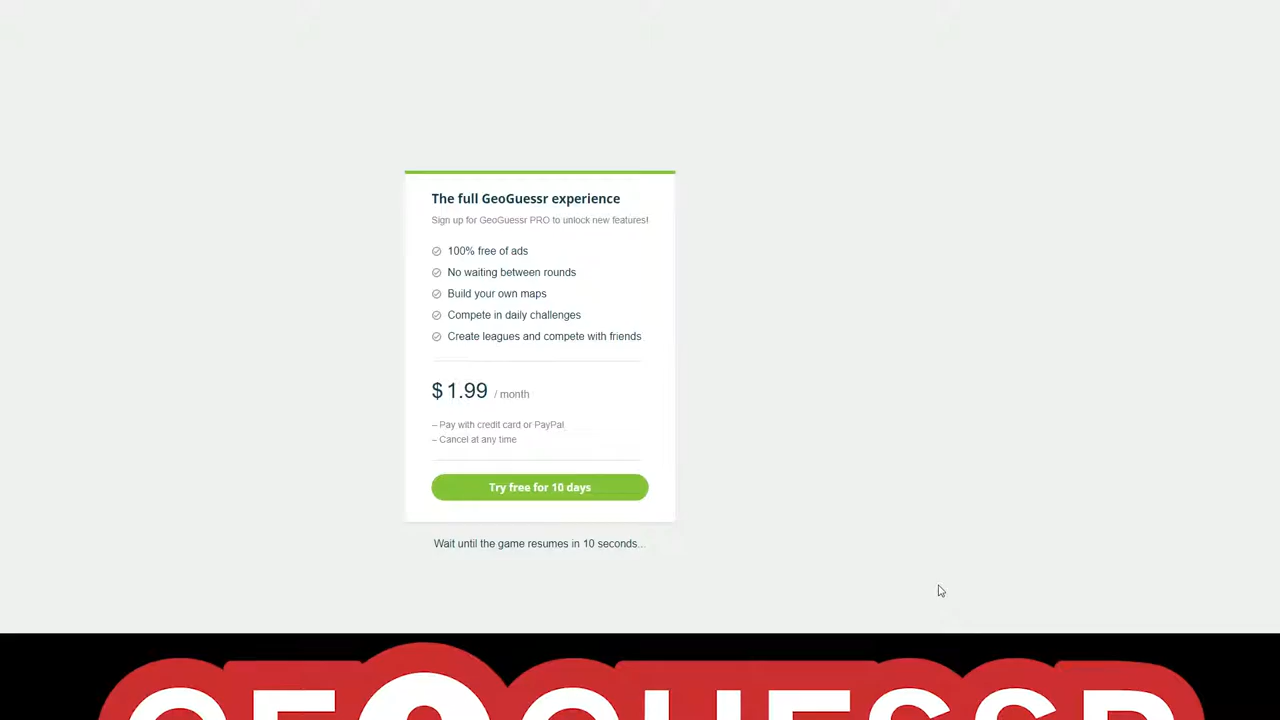 The full GeoGuessr experience
Sign up for GeoGuessr PRO to unlock new features!
100% free of ads
No waiting between rounds
Build your own maps
Compete in daily challenges
Create leagues and compete with friends
$ 1.99 / month
– Pay with credit card or PayPal
– Cancel at any time
Try free for 10 days
Wait until the game resumes in 10 seconds...
GEOGUESSR